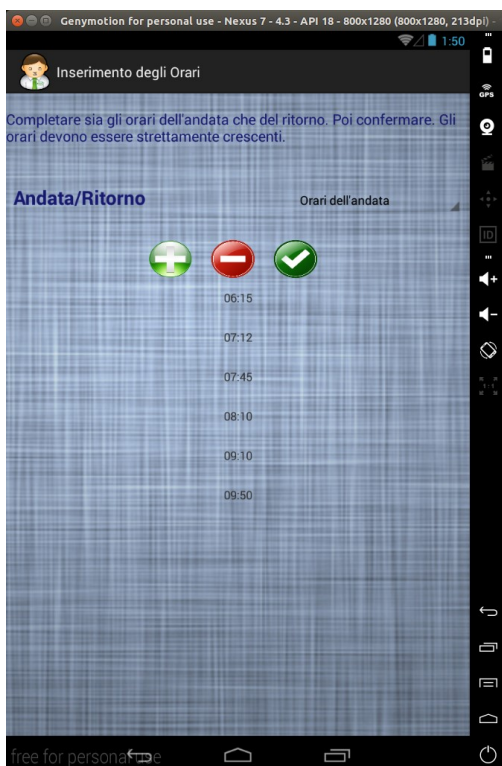 Genymotion for personal use - Nexus 7 - 4.3 - API 18 - 800x1280 (800x1280, 213dpi) -
1:50
Inserimento degli Orari
GPS
Completare sia gli orari dell'andata che del ritorno. Poi confermare. Gli
orari devono essere strettamente crescenti.
Andata/Ritorno
Orari dell'andata
ID
06:15
07:12
07:45
1:1
08:10
09:10
09:50
free for personal use